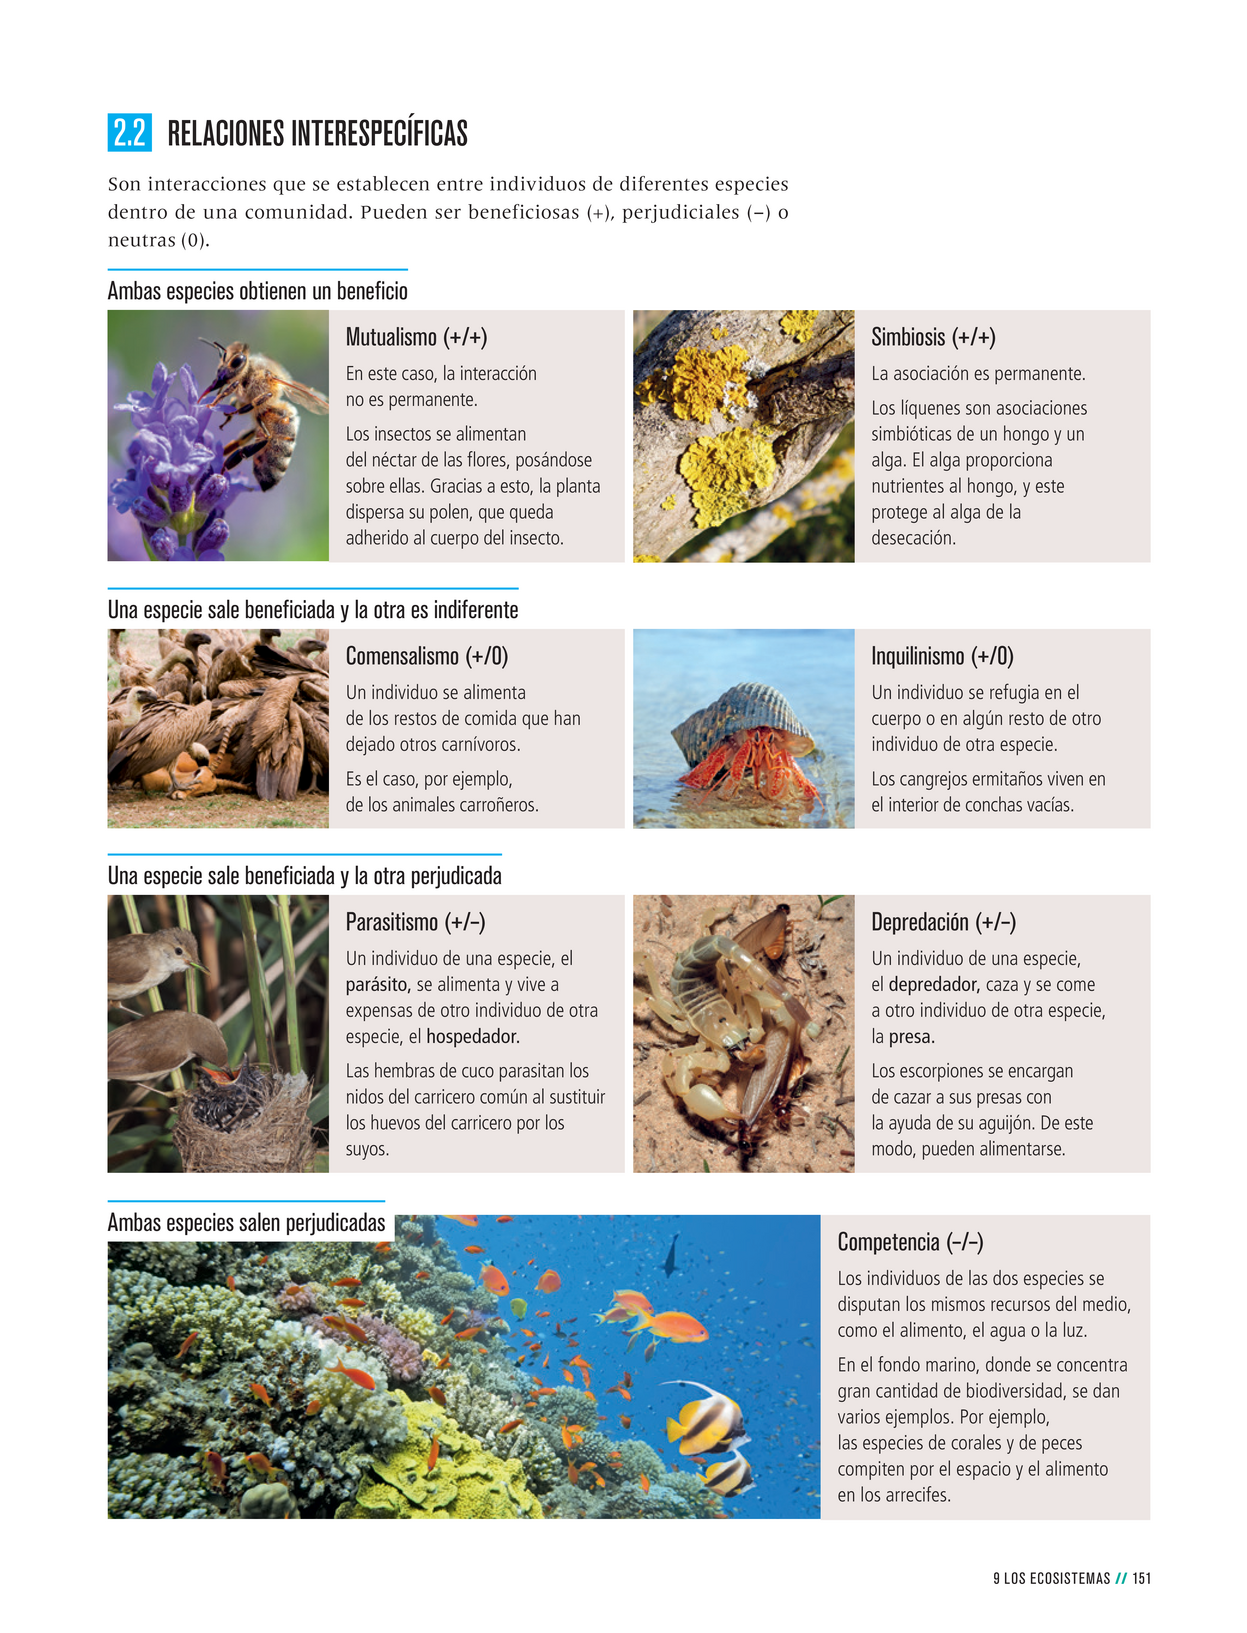 2.2 RELACIONES INTERESPECÍFICAS
Son interacciones que se establecen entre individuos de diferentes especies
dentro de una comunidad. Pueden ser beneficiosas (+), perjudiciales (–) o
neutras (0).
Ambas especies obtienen un beneficio
Mutualismo (+/+)
En este caso, la interacción
no es permanente.
Los insectos se alimentan
del néctar de las flores, posándose
sobre ellas. Gracias a esto, la planta
dispersa su polen, que queda
adherido al cuerpo del insecto.
Simbiosis (+/+)
La asociación es permanente.
Los líquenes son asociaciones
simbióticas de un hongo y un
alga. El alga proporciona
nutrientes al hongo, y este
protege al alga de la
desecación.
Una especie sale beneficiada y la otra es indiferente
Comensalismo (+/0)
Un individuo se alimenta
de los restos de comida que han
dejado otros carnívoros.
Es el caso, por ejemplo,
de los animales carroñeros.
Inquilinismo (+/0)
Un individuo se refugia en el
cuerpo o en algún resto de otro
individuo de otra especie.
Los cangrejos ermitaños viven en
el interior de conchas vacías.
Una especie sale beneficiada y la otra perjudicada
Parasitismo (+/–)
Un individuo de una especie, el
parásito, se alimenta y vive a
expensas de otro individuo de otra
especie, el hospedador.
Las hembras de cuco parasitan los
nidos del carricero común al sustituir
los huevos del carricero por los
suyos.
Depredación (+/–)
Un individuo de una especie,
el depredador, caza y se come
a otro individuo de otra especie,
la presa.
Los escorpiones se encargan
de cazar a sus presas con
la ayuda de su aguijón. De este
modo, pueden alimentarse.
Ambas especies salen perjudicadas
Competencia (–/–)
Los individuos de las dos especies se
disputan los mismos recursos del medio,
como el alimento, el agua o la luz.
En el fondo marino, donde se concentra
gran cantidad de biodiversidad, se dan
varios ejemplos. Por ejemplo,
las especies de corales y de peces
compiten por el espacio y el alimento
en los arrecifes.
9 LOS ECOSISTEMAS // 151